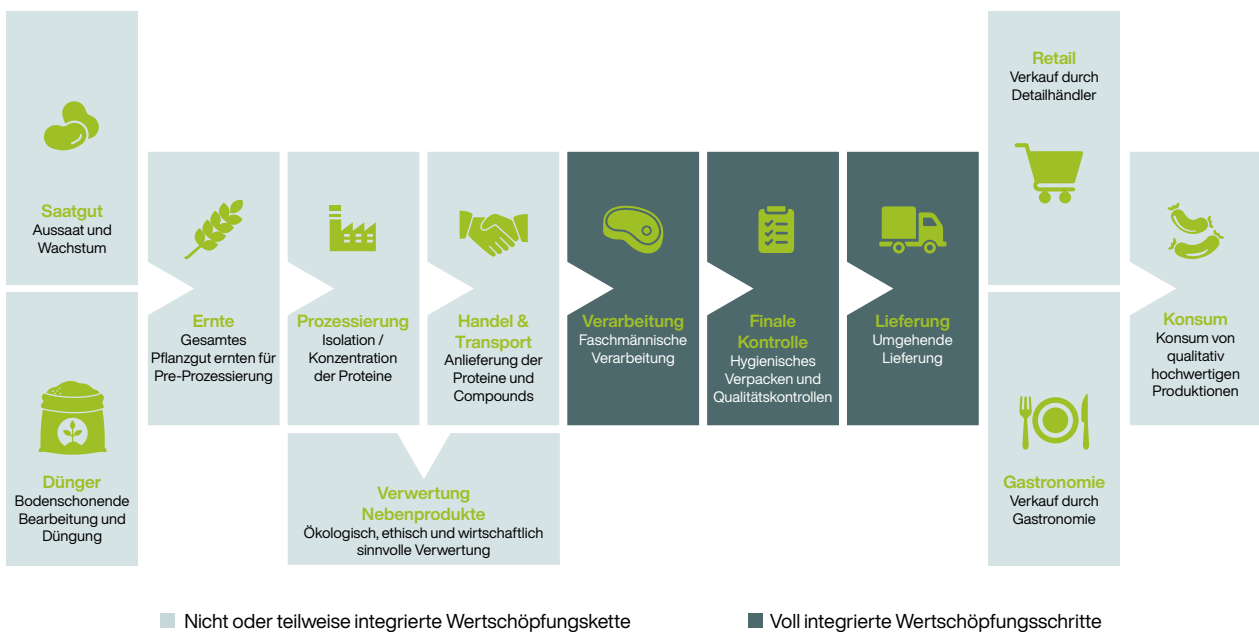 Saatgut
Aussaat und
Wachstum
Dünger
Bodenschonende
Bearbeitung und
Düngung
Ernte
Gesamtes
Pflanzgut ernten für
Pre-Prozessierung
Prozessierung
Isolation /
Konzentration
der Proteine
Handel &
Transport
Anlieferung der
Proteine und
Compounds
Verwertung
Nebenprodukte
Ökologisch, ethisch und wirtschaftlich
sinnvolle Verwertung
Verarbeitung
Faschmännische
Verarbeitung
Finale
Kontrolle
Hygienisches
Verpacken und
Qualitätskontrollen
Lieferung
Umgehende
Lieferung
Retail
Verkauf durch
Detailhändler
Gastronomie
Verkauf durch
Gastronomie
Konsum
Konsum von
qualitativ
hochwertigen
Produktionen
Nicht oder teilweise integrierte Wertschöpfungskette
Voll integrierte Wertschöpfungsschritte